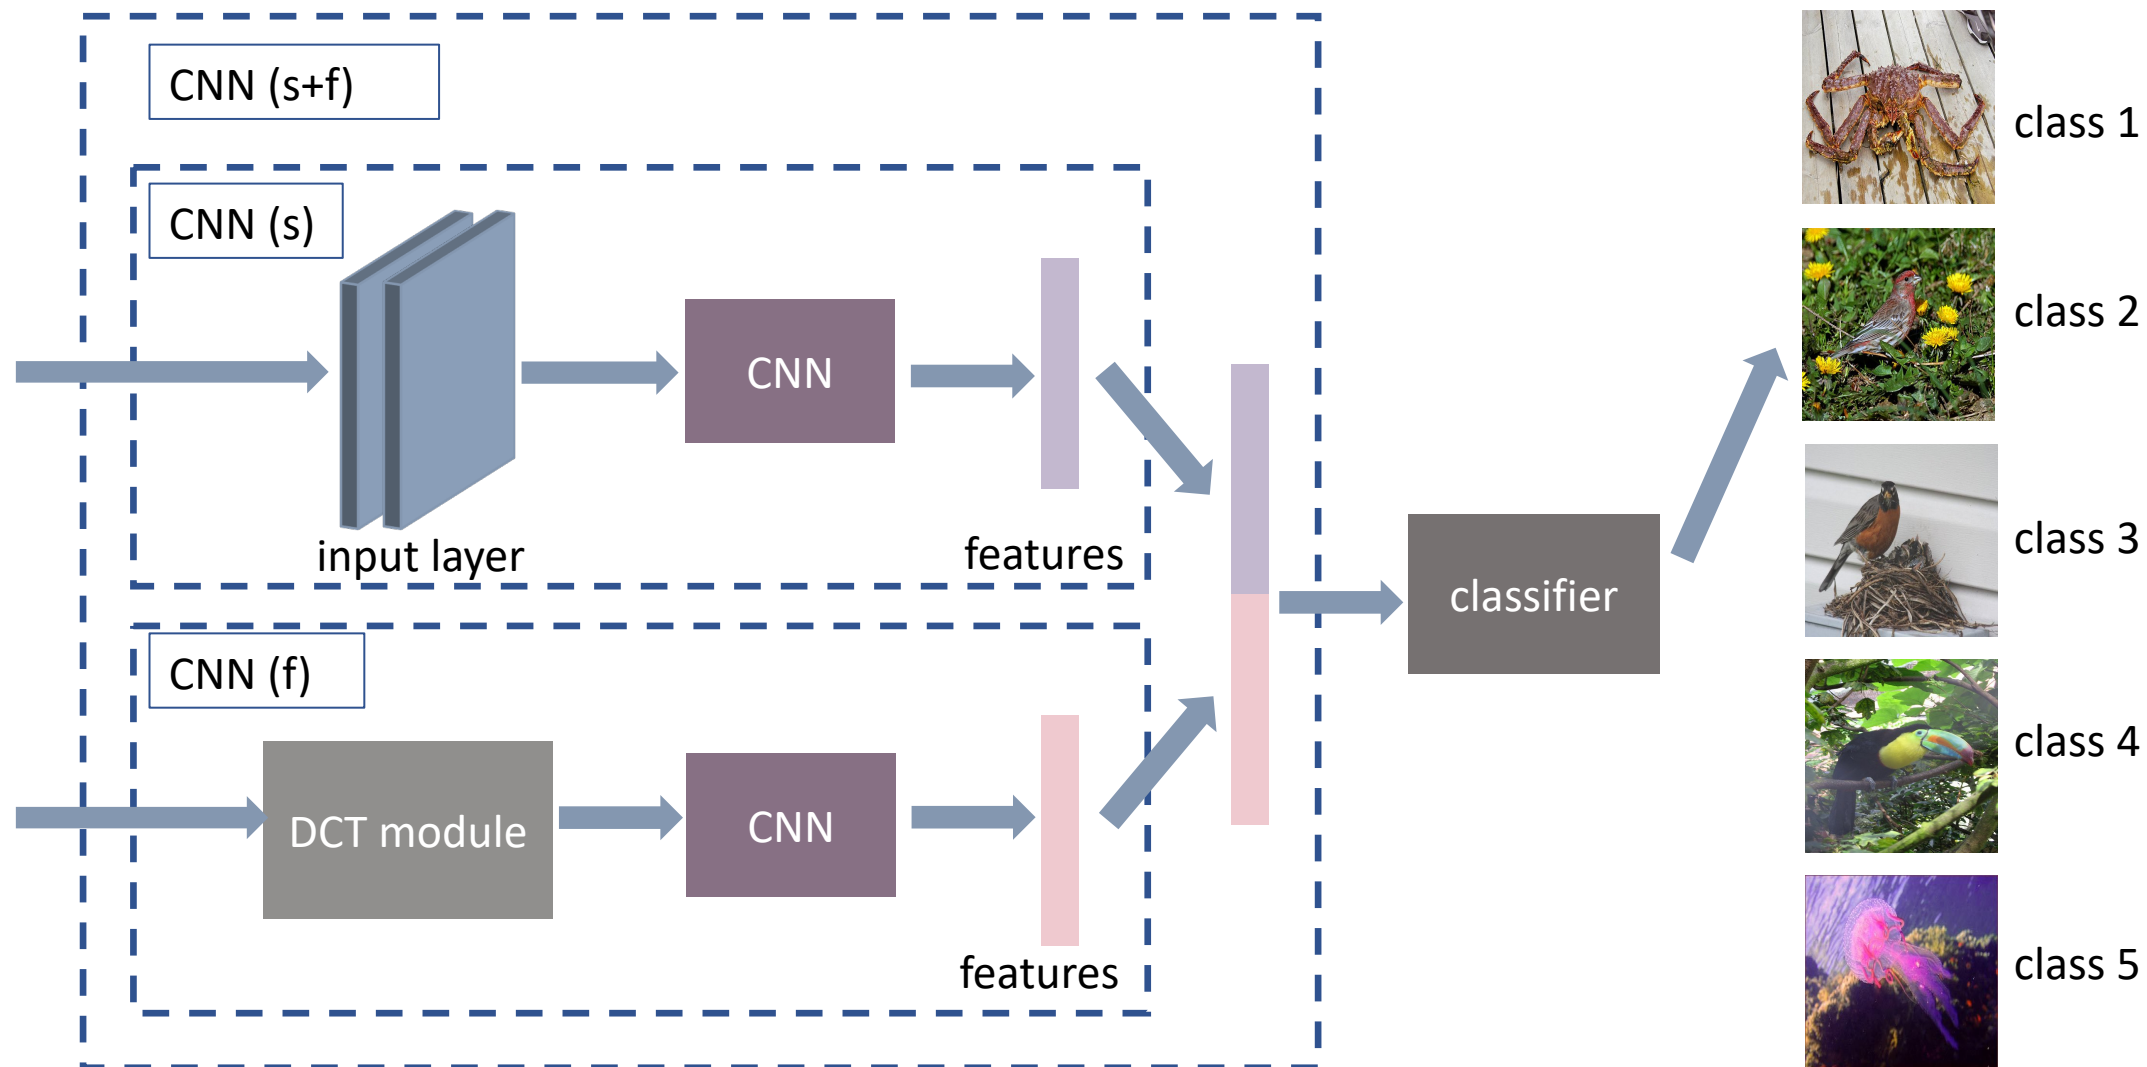 CNN (s+f)
CNN (s)
input layer
CNN
features
CNN (f)
DCT module
CNN
features
classifier
class 1
class 2
class 3
class 4
class 5